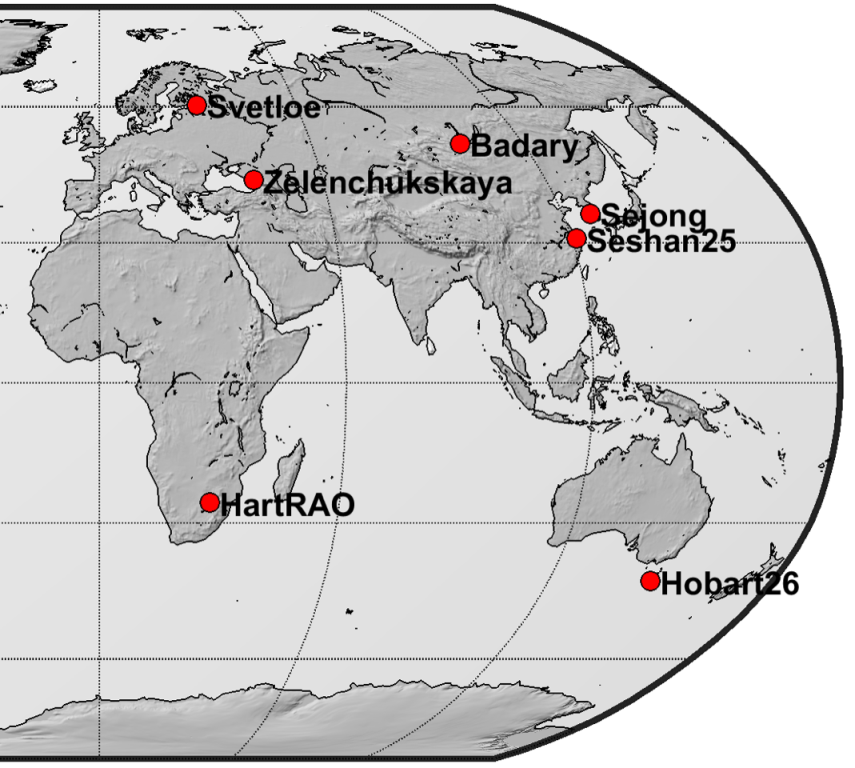 Svetloe
Badary
Zelenchukskaya
Sejong
Seshan25
HartRAO
Hobart26